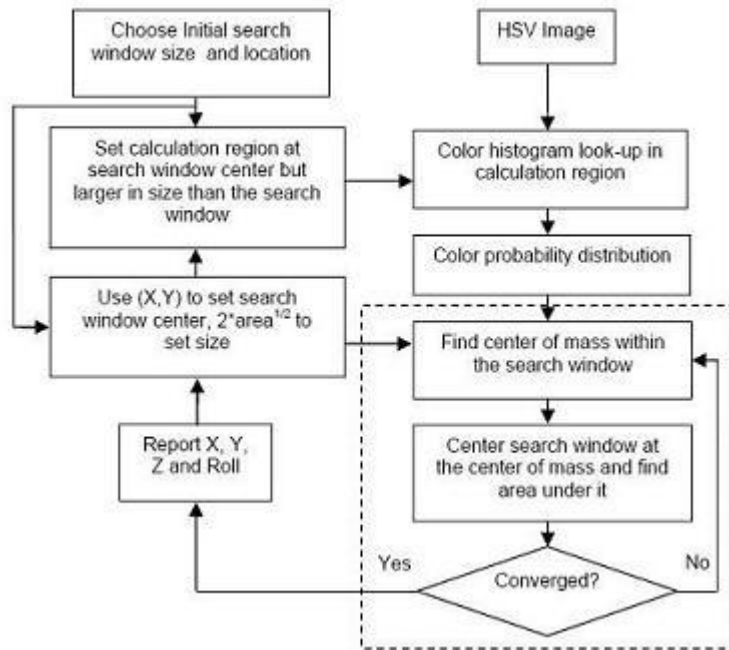 Choose Initial search
window size and location
HSV Image
Set calculation region at
search window center but
larger in size than the search
window
Color histogram look-up in
calculation region
Color probability distribution
Use (X,Y) to set search
window center, 2*area^1/2 to
set size
Find center of mass within
the search window
Report X, Y,
Z and Roll
Center search window at
the center of mass and find
area under it
Yes
Converged?
No